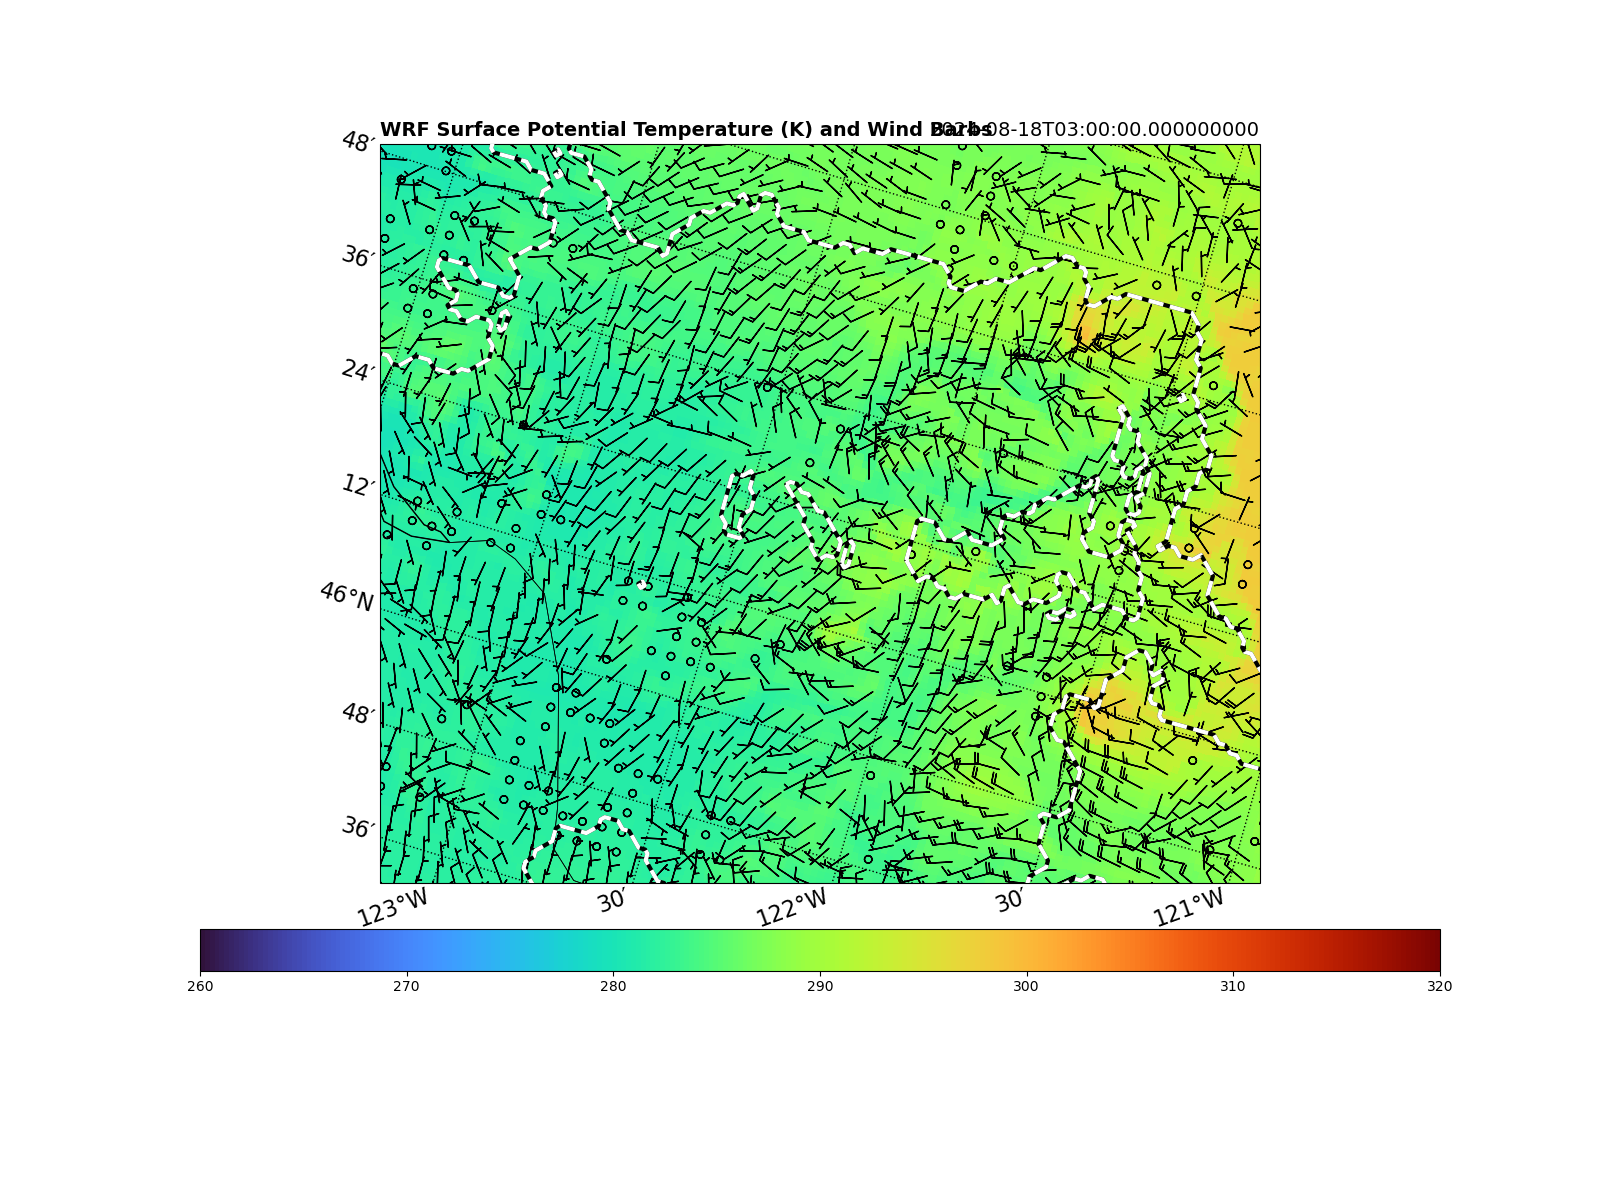 WRF Surface Potential Temperature (K) and Wind Barbs 2024-08-18T03:00:00.000000000
48′
36′
24′
12′
46°N
48′
36′
123°W 30′ 122°W 30′ 121°W
260 270 280 290 300 310 320